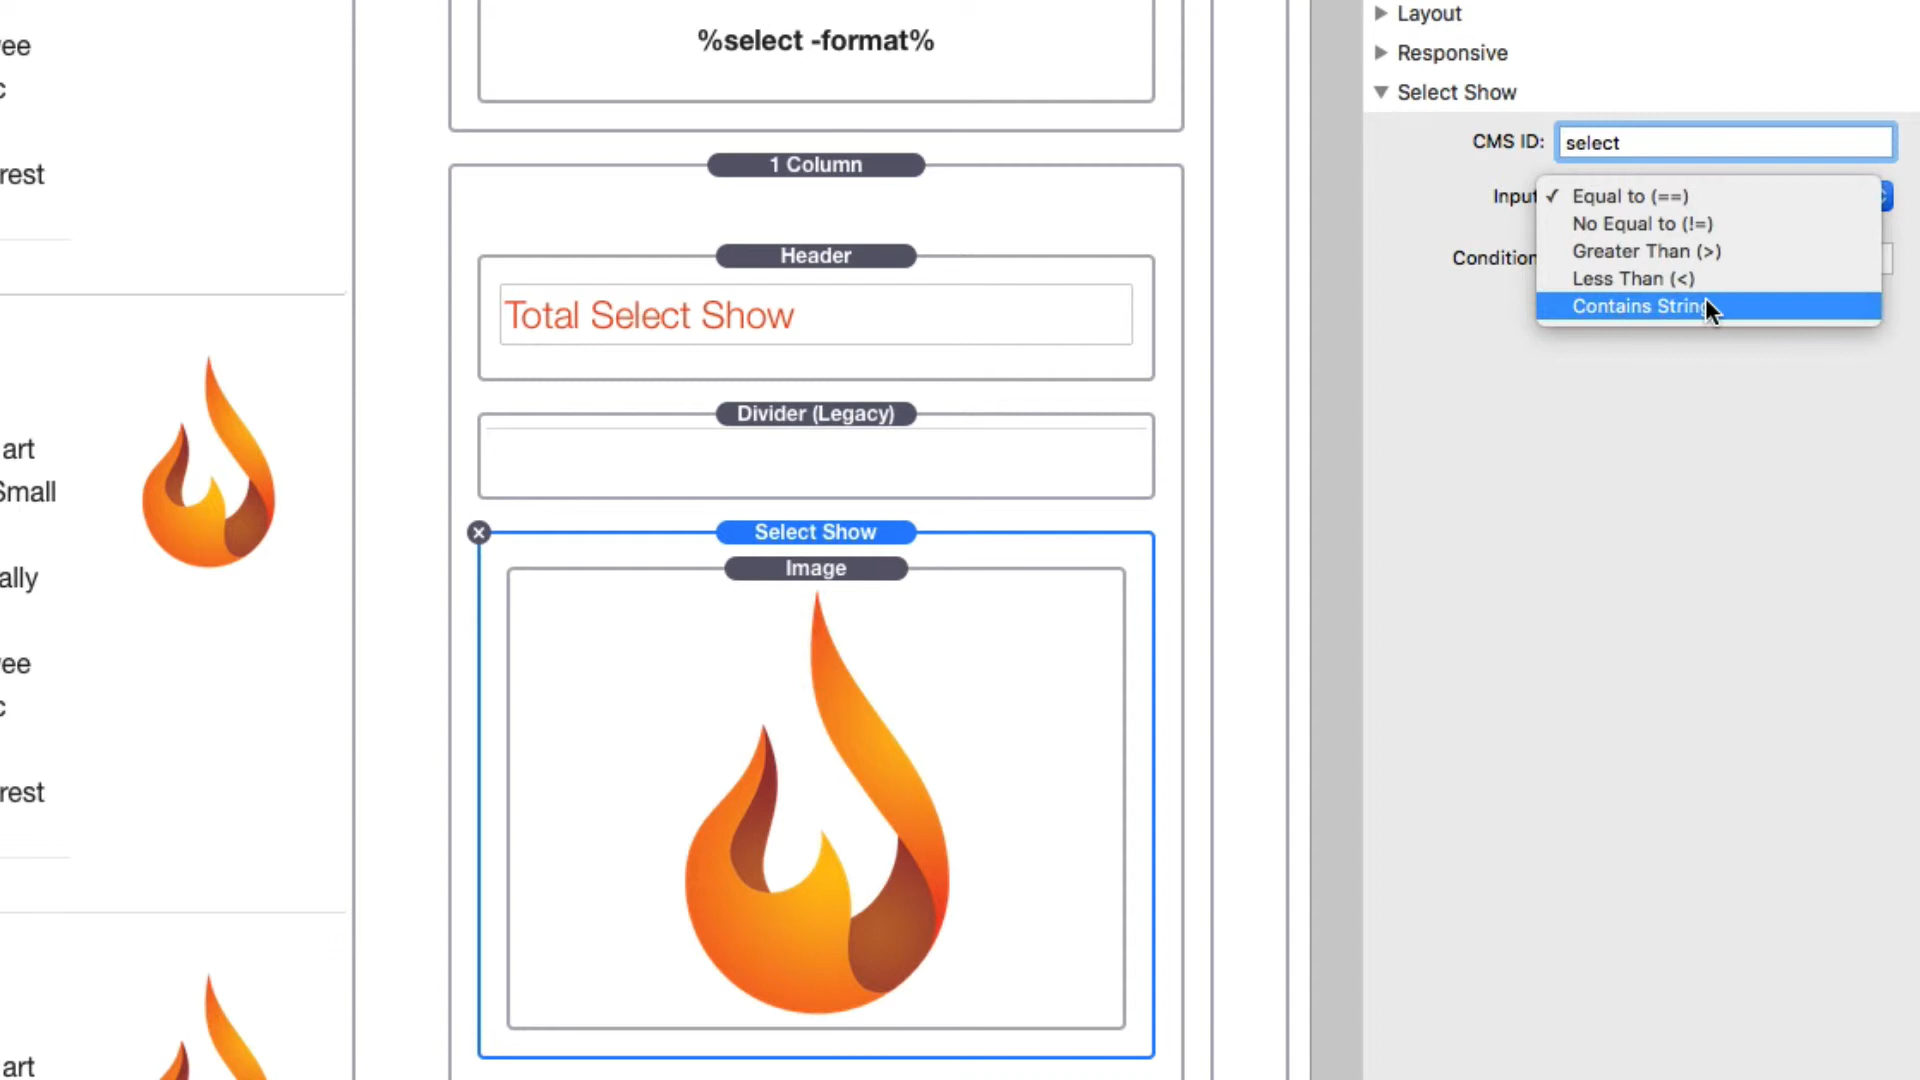 ee
c
rest
art
Small
ally
ee
c
rest
art
%select -format%
1 Column
Header
Total Select Show
Divider (Legacy)
Select Show
Image
Layout
Responsive
Select Show
CMS ID: select
Input
✓ Equal to (==)
No Equal to (!=)
Greater Than (>)
Less Than (<)
Contains String
Condition